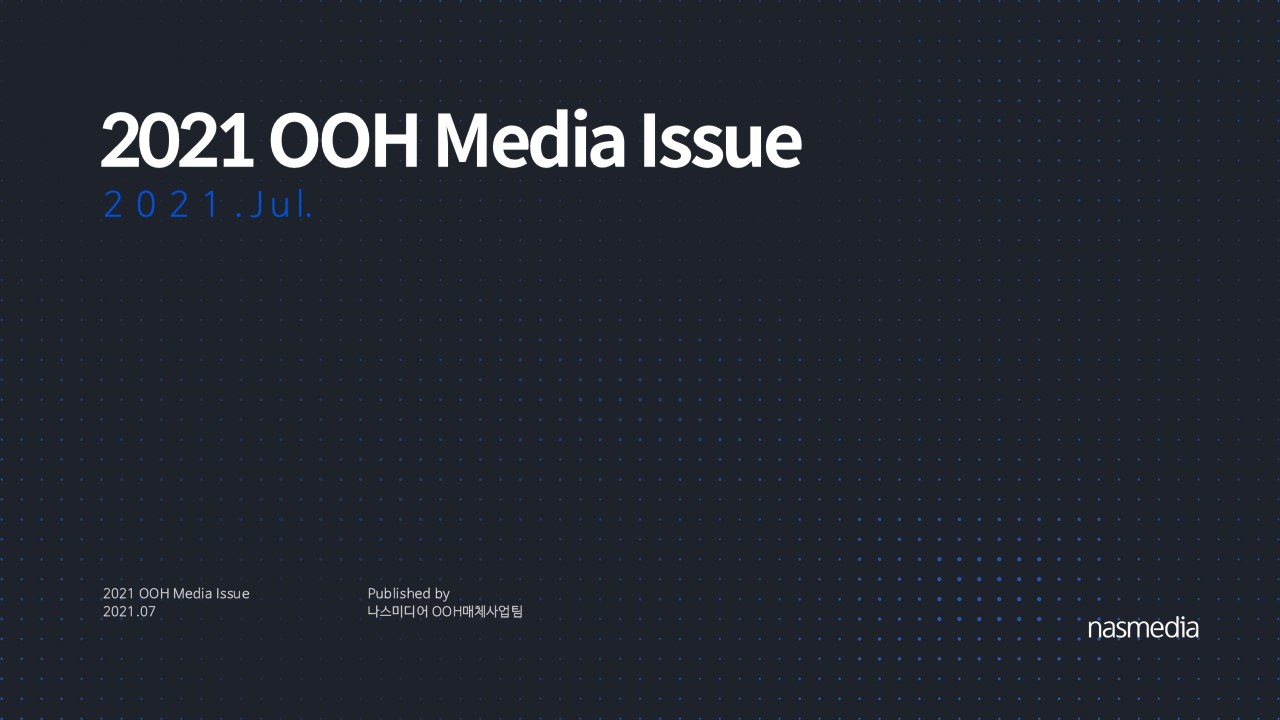 2021 OOH Media Issue
2021.Jul.
2021 OOH Media Issue
2021.07
Published by
나스미디어 OOH매체사업팀
nasmedia